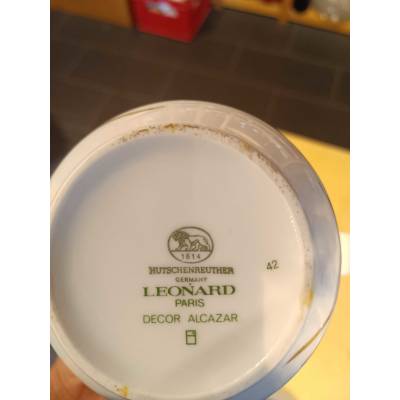 1814
HUTSCHENREUTHER
GERMANY
LEONARD
PARIS
DECOR ALCAZAR
42